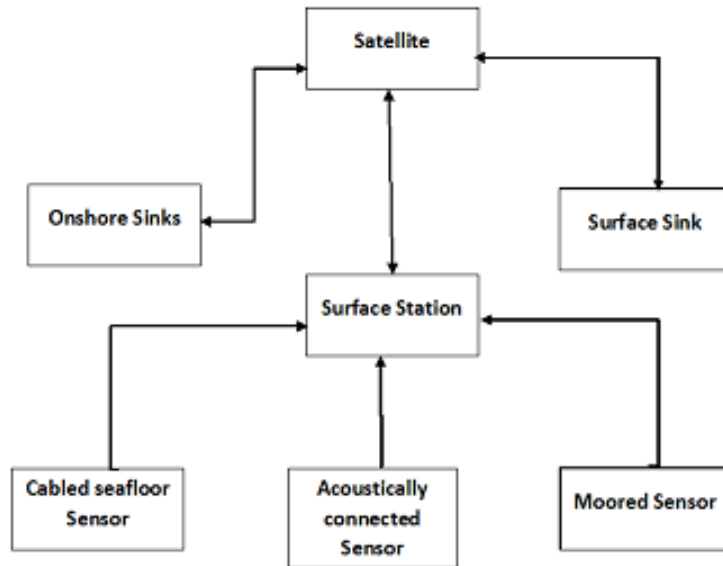 Satellite
Onshore Sinks
Surface Sink
Surface Station
Cabled seafloor
Sensor
Acoustically
connected
Sensor
Moored Sensor